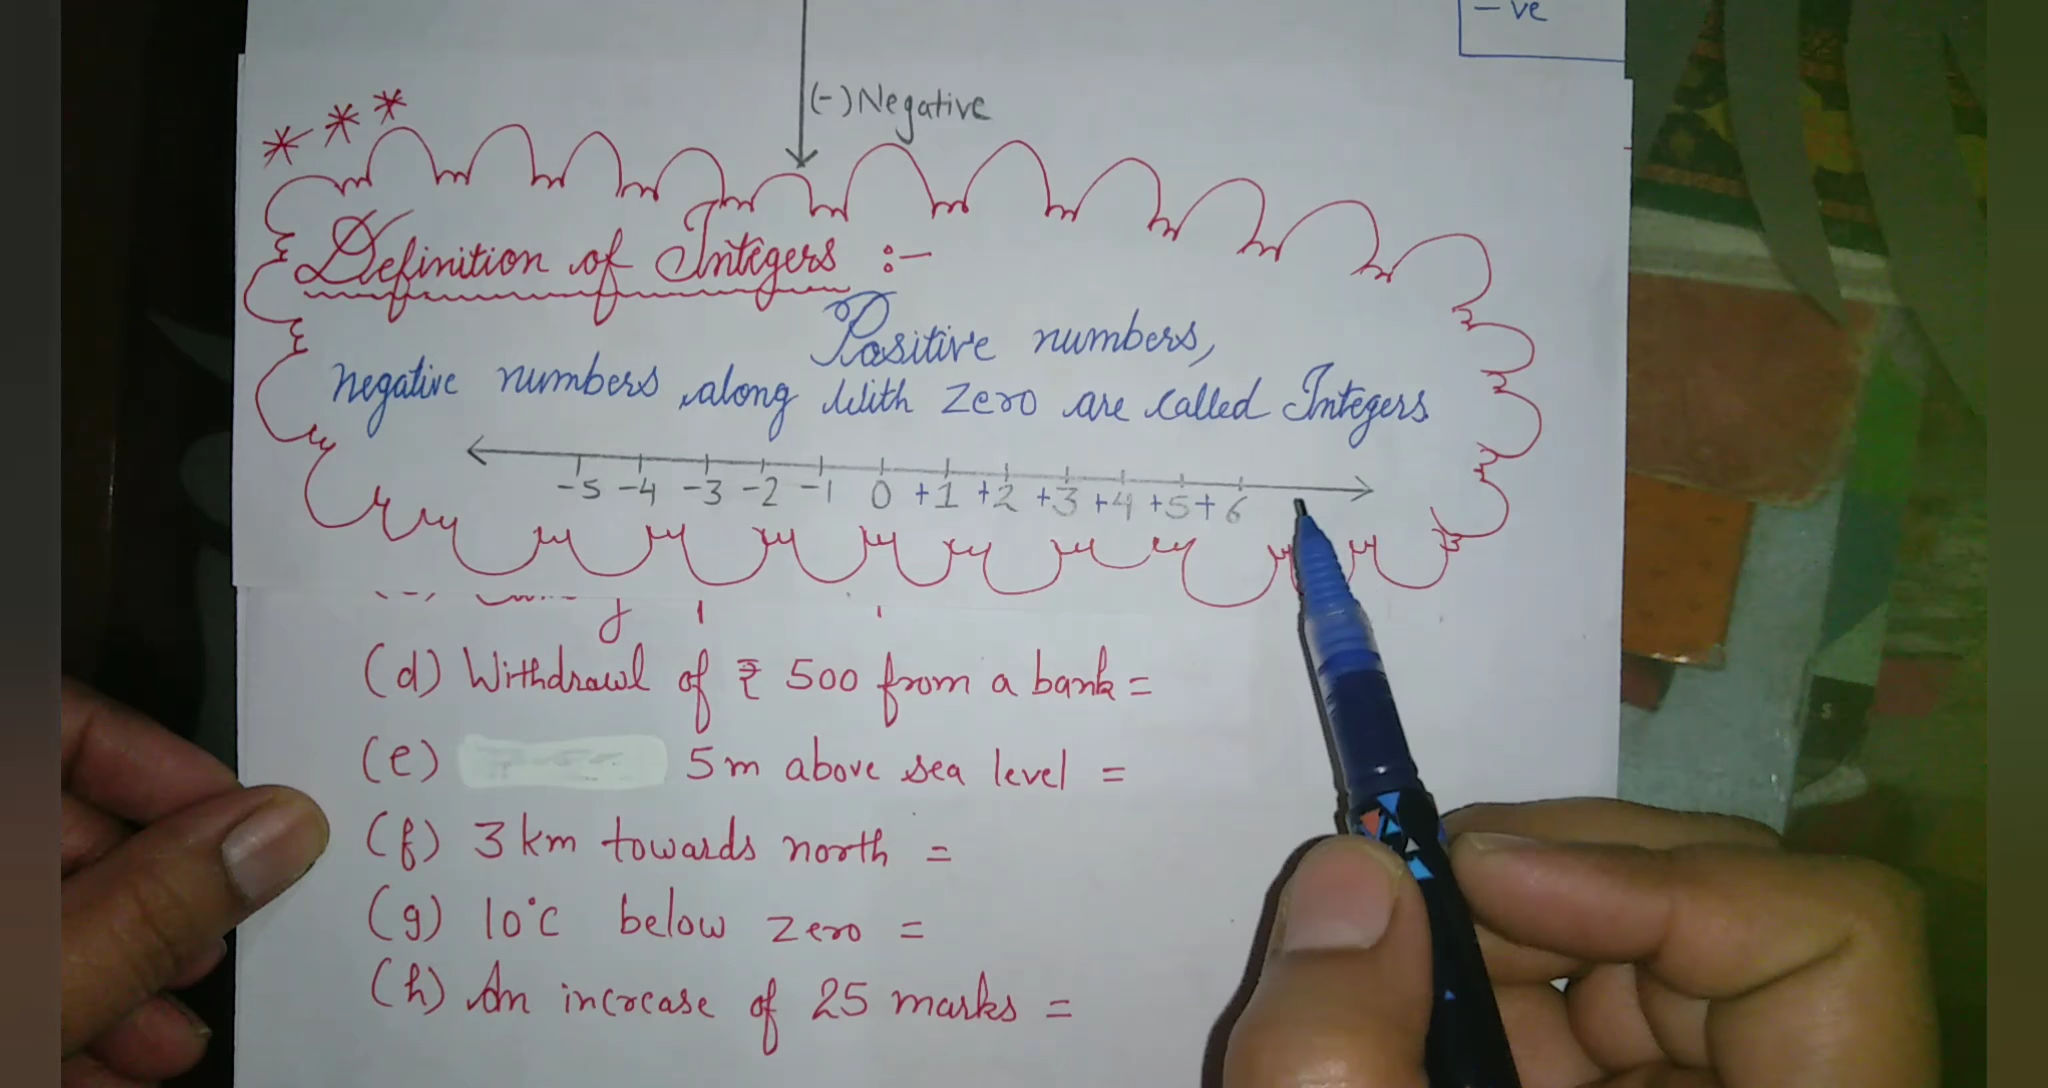 - ve
(-) Negative
Definition of Integers :-
Positive numbers,
negative numbers along with zero are called Integers
-5 -4 -3 -2 -1 0 +1 +2 +3 +4 +5 +6
(d) Withdrawl of ₹ 500 from a bank =
(e) 5m above sea level =
(f) 3 km towards north =
(g) 10°C below zero =
(h) An increase of 25 marks =